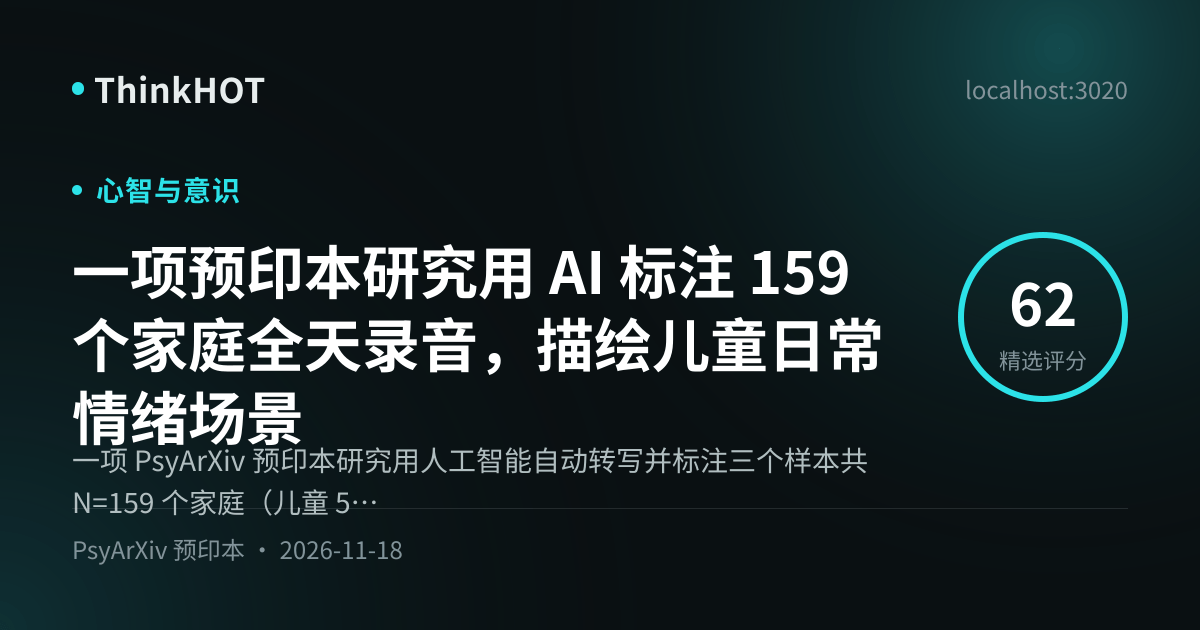 ThinkHOT
localhost:3020
心智与意识
一项预印本研究用 AI 标注 159
个家庭全天录音，描绘儿童日常
情绪场景
62
精选评分
一项 PsyArXiv 预印本研究用人工智能自动转写并标注三个样本共
N=159 个家庭（儿童 5…
PsyArXiv 预印本 · 2026-11-18